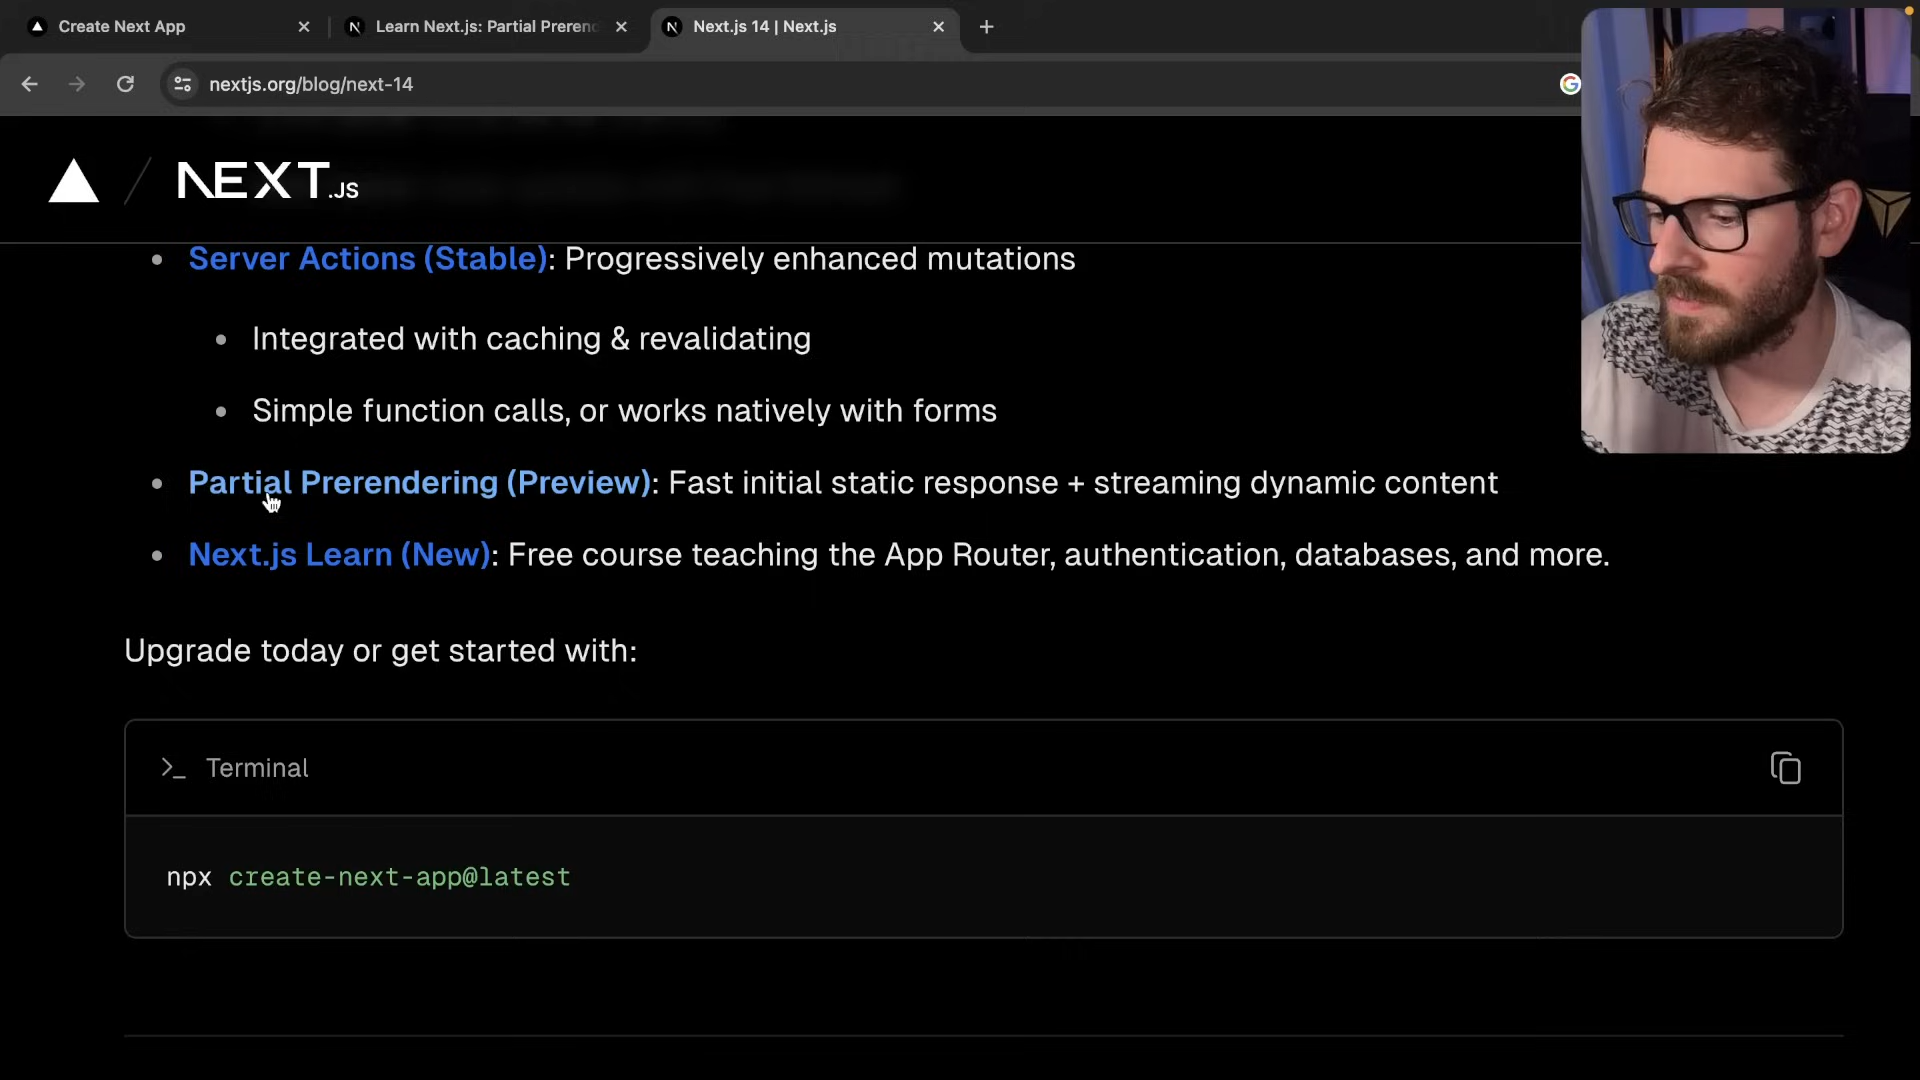 Create Next App
Learn Next.js: Partial Preren
Next.js 14 | Next.js
nextjs.org/blog/next-14
NEXT.JS
Server Actions (Stable): Progressively enhanced mutations
Integrated with caching & revalidating
Simple function calls, or works natively with forms
Partial Prerendering (Preview): Fast initial static response + streaming dynamic content
Next.js Learn (New): Free course teaching the App Router, authentication, databases, and more.
Upgrade today or get started with:
>_ Terminal
npx create-next-app@latest